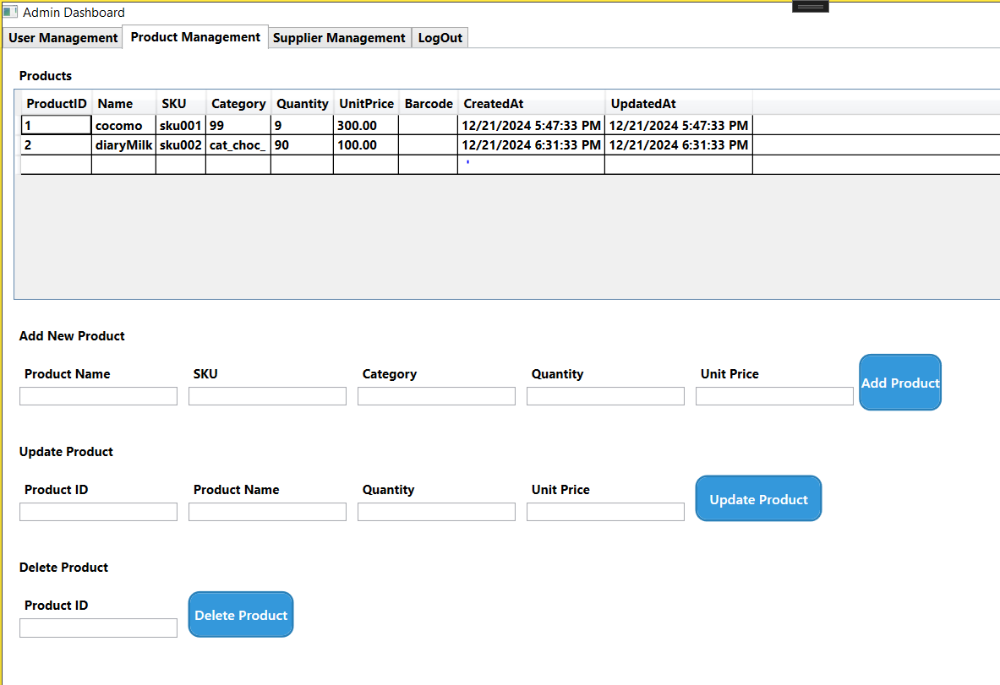 Admin Dashboard
User Management Product Management Supplier Management LogOut
Products
ProductID Name SKU Category Quantity UnitPrice Barcode CreatedAt UpdatedAt
1 cocomo sku001 99 9 300.00 12/21/2024 5:47:33 PM 12/21/2024 5:47:33 PM
2 diaryMilk sku002 cat_choc_ 90 100.00 12/21/2024 6:31:33 PM 12/21/2024 6:31:33 PM
Add New Product
Product Name SKU Category Quantity Unit Price
Add Product
Update Product
Product ID Product Name Quantity Unit Price
Update Product
Delete Product
Product ID
Delete Product